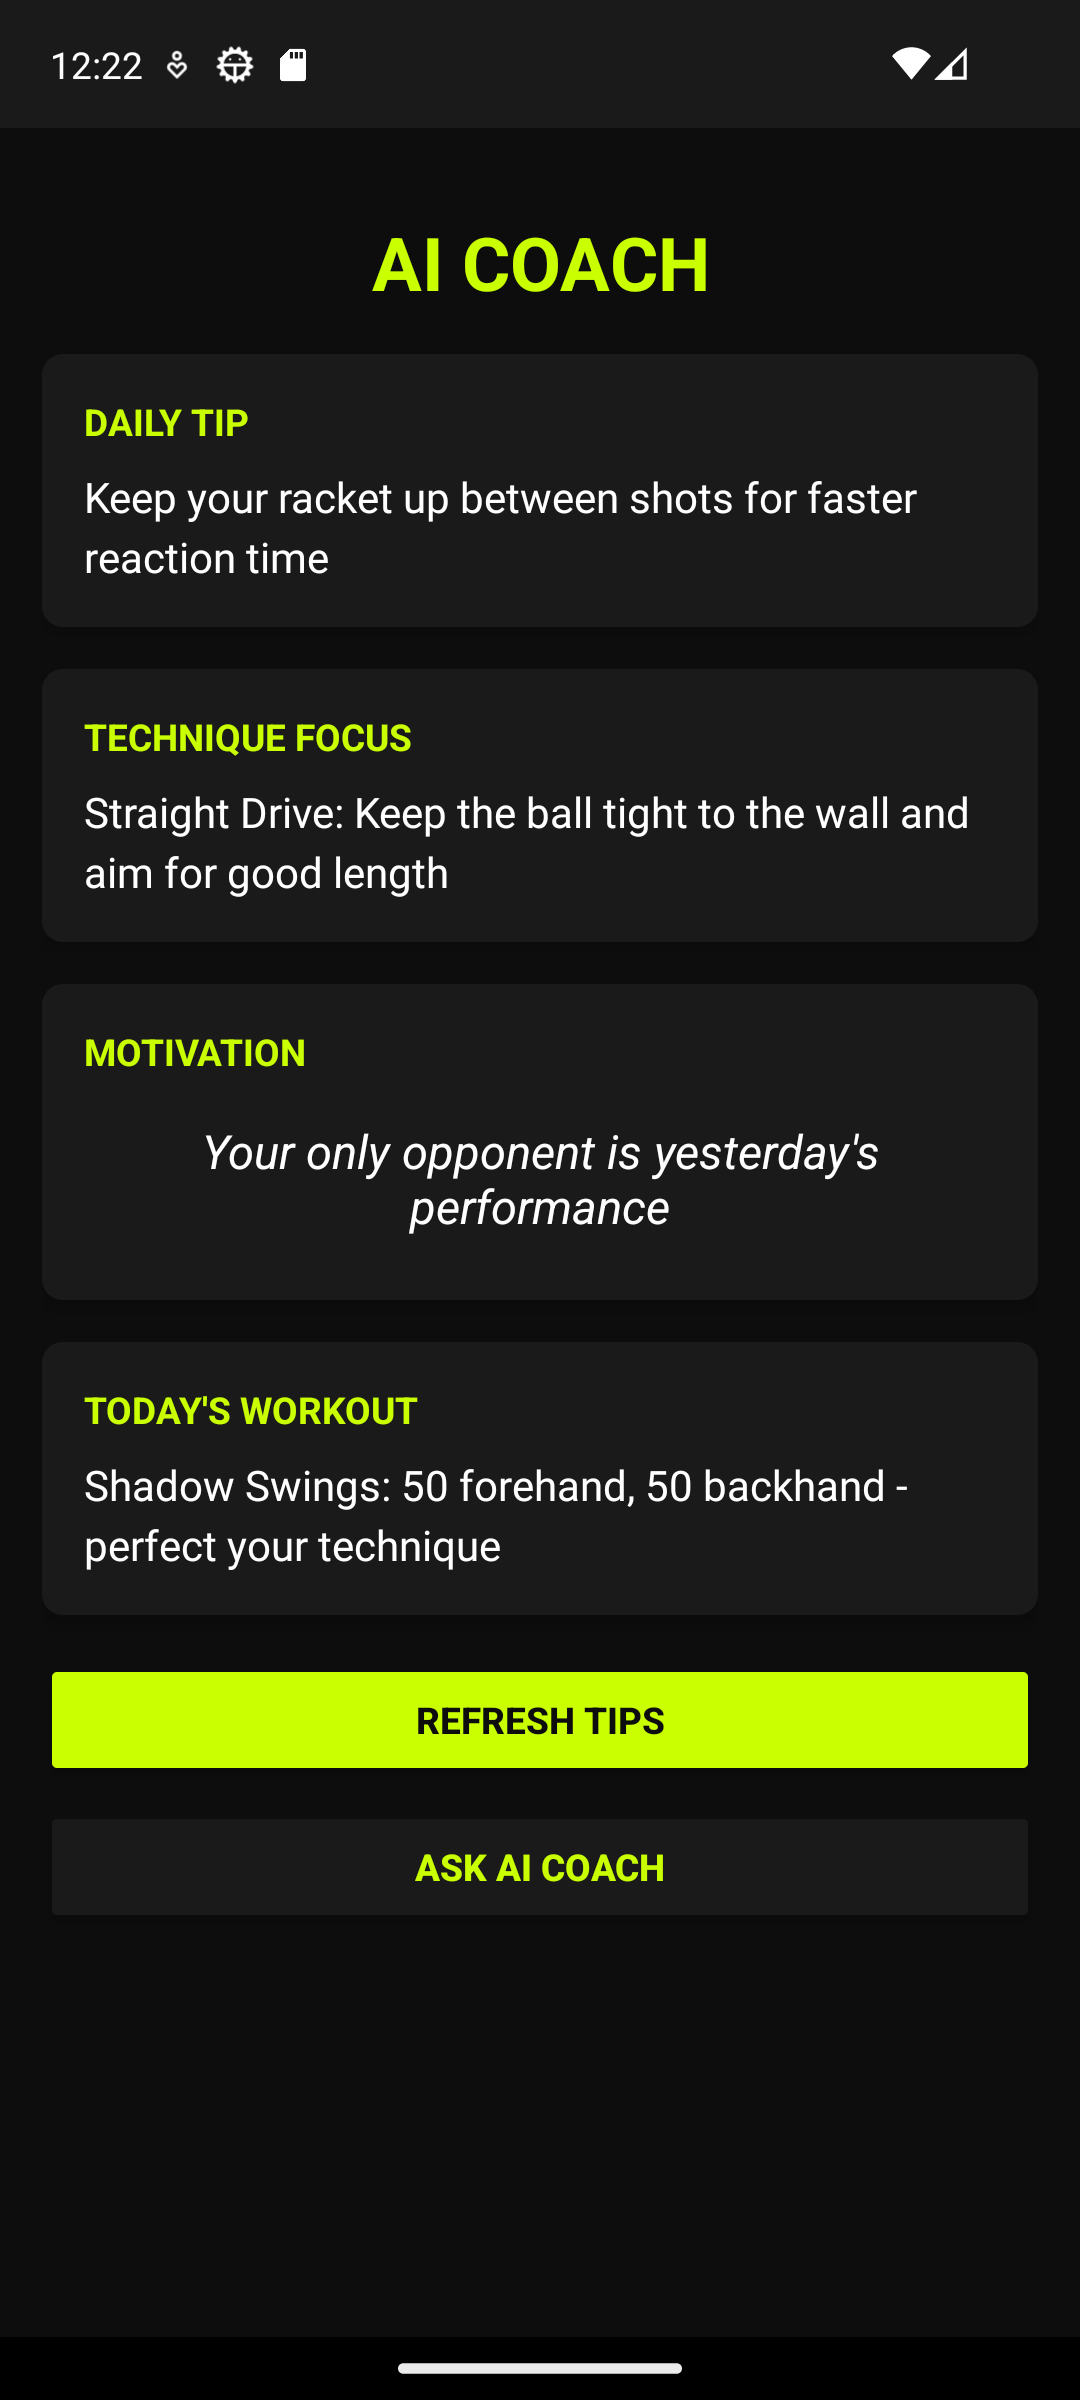 12:22
AI COACH
DAILY TIP
Keep your racket up between shots for faster
reaction time
TECHNIQUE FOCUS
Straight Drive: Keep the ball tight to the wall and
aim for good length
MOTIVATION
Your only opponent is yesterday's
performance
TODAY'S WORKOUT
Shadow Swings: 50 forehand, 50 backhand -
perfect your technique
REFRESH TIPS
ASK AI COACH